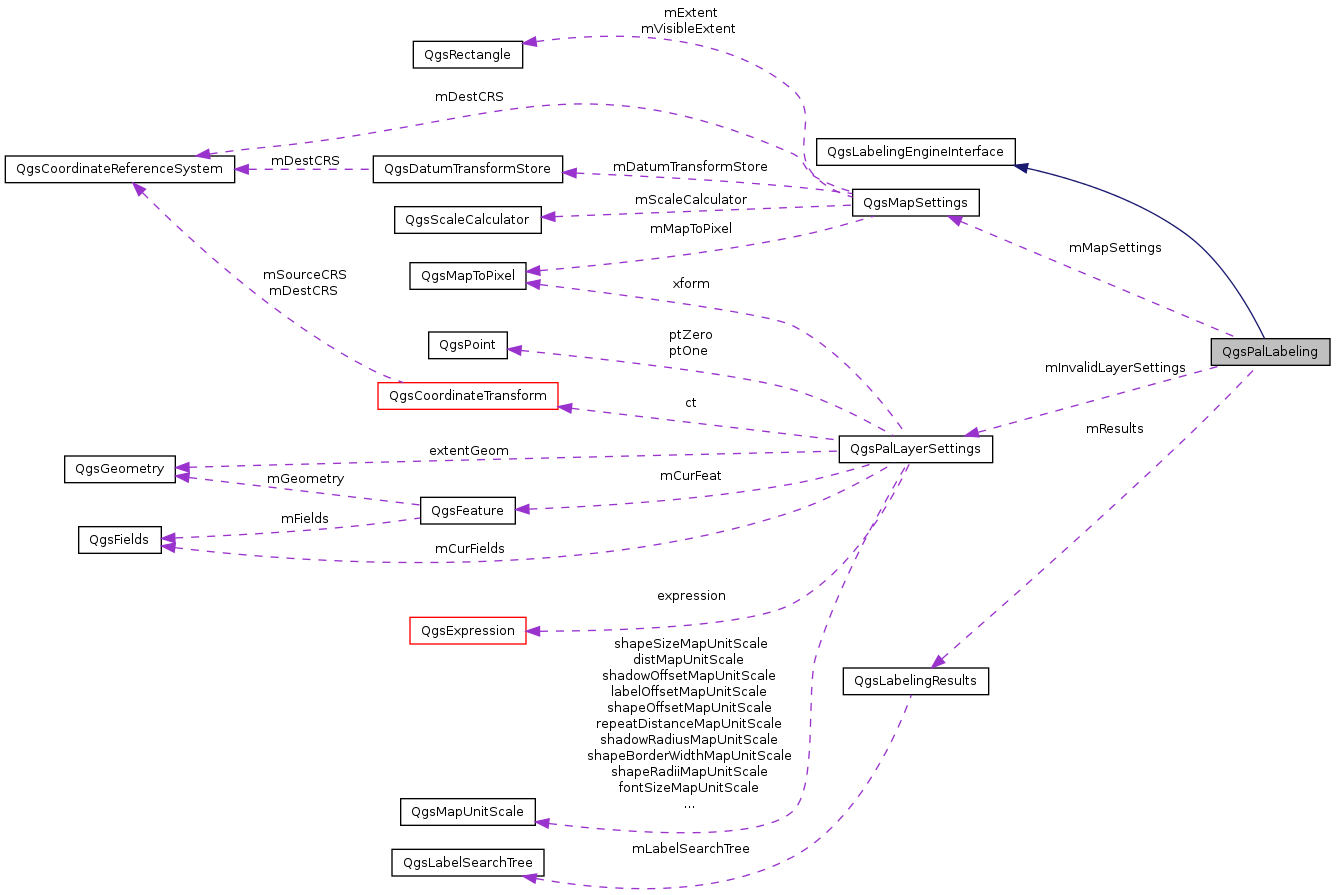 mExtent
mVisibleExtent
QgsRectangle
mDestCRS
QgsLabelingEngineInterface
QgsCoordinateReferenceSystem
mDestCRS
QgsDatumTransformStore
mDatumTransformStore
QgsMapSettings
mScaleCalculator
QgsScaleCalculator
mMapToPixel
mMapSettings
QgsMapToPixel
mSourceCRS
mDestCRS
xform
QgsPoint
ptZero
ptOne
QgsPalLabeling
mInvalidLayerSettings
QgsCoordinateTransform
ct
mResults
QgsPalLayerSettings
extentGeom
QgsGeometry
mGeometry
mCurFeat
QgsFeature
mFields
QgsFields
mCurFields
expression
QgsExpression
shapeSizeMapUnitScale
distMapUnitScale
shadowOffsetMapUnitScale
labelOffsetMapUnitScale
shapeOffsetMapUnitScale
repeatDistanceMapUnitScale
shadowRadiusMapUnitScale
shapeBorderWidthMapUnitScale
shapeRadiiMapUnitScale
fontSizeMapUnitScale
...
QgsLabelingResults
QgsMapUnitScale
mLabelSearchTree
QgsLabelSearchTree